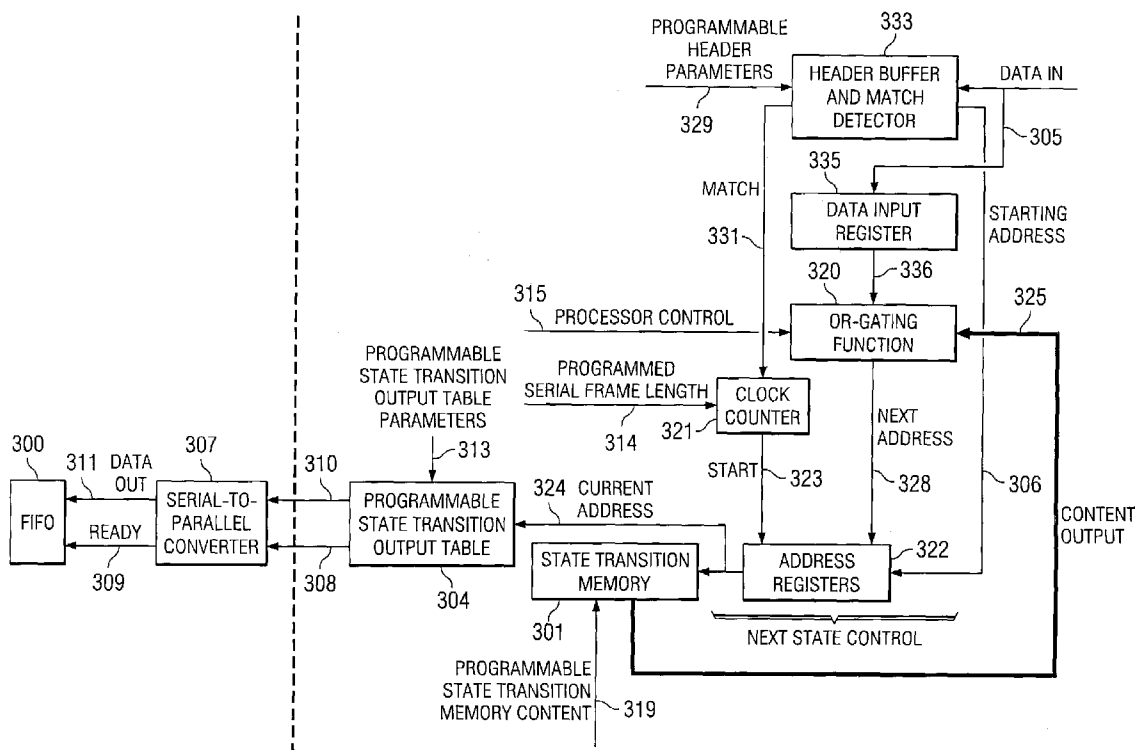 PROGRAMMABLE
HEADER
PARAMETERS
329
333
HEADER BUFFER
AND MATCH
DETECTOR
DATA IN
305
335
DATA INPUT
REGISTER
MATCH
331
STARTING
ADDRESS
336
320
OR-GATING
FUNCTION
325
315
PROCESSOR CONTROL
PROGRAMMABLE
STATE TRANSITION
OUTPUT TABLE
PARAMETERS
313
PROGRAMMED
SERIAL FRAME LENGTH
314
CLOCK
COUNTER
321
NEXT
ADDRESS
328
START
323
306
CONTENT
OUTPUT
300
FIFO
311
DATA
OUT
READY
309
307
SERIAL-TO-
PARALLEL
CONVERTER
310
308
PROGRAMMABLE
STATE TRANSITION
OUTPUT TABLE
304
324
CURRENT
ADDRESS
STATE TRANSITION
MEMORY
301
ADDRESS
REGISTERS
322
NEXT STATE CONTROL
PROGRAMMABLE
STATE TRANSITION
MEMORY CONTENT
319